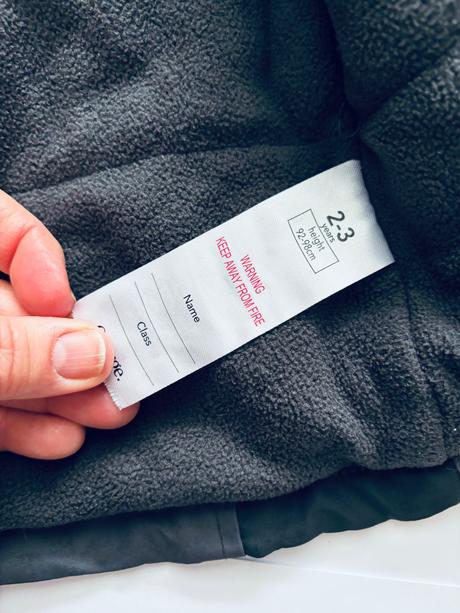 2-3
years
height
92-98cm
WARNING
KEEP AWAY FROM FIRE
Name
Class